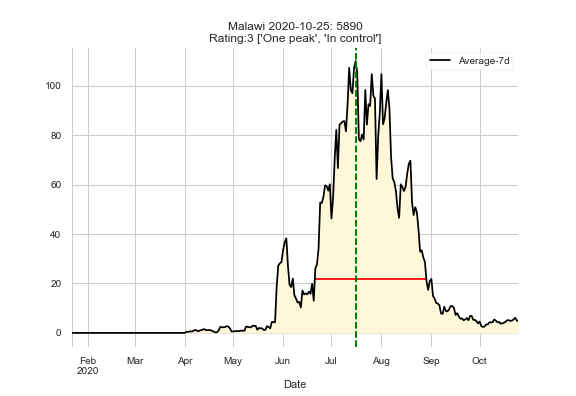 Malawi 2020-10-25: 5890
Rating:3 ['One peak', 'In control']
Average-7d
100
80
60
40
20
0
Feb
2020
Mar
Apr
May
Jun
Jul
Aug
Sep
Oct
Date